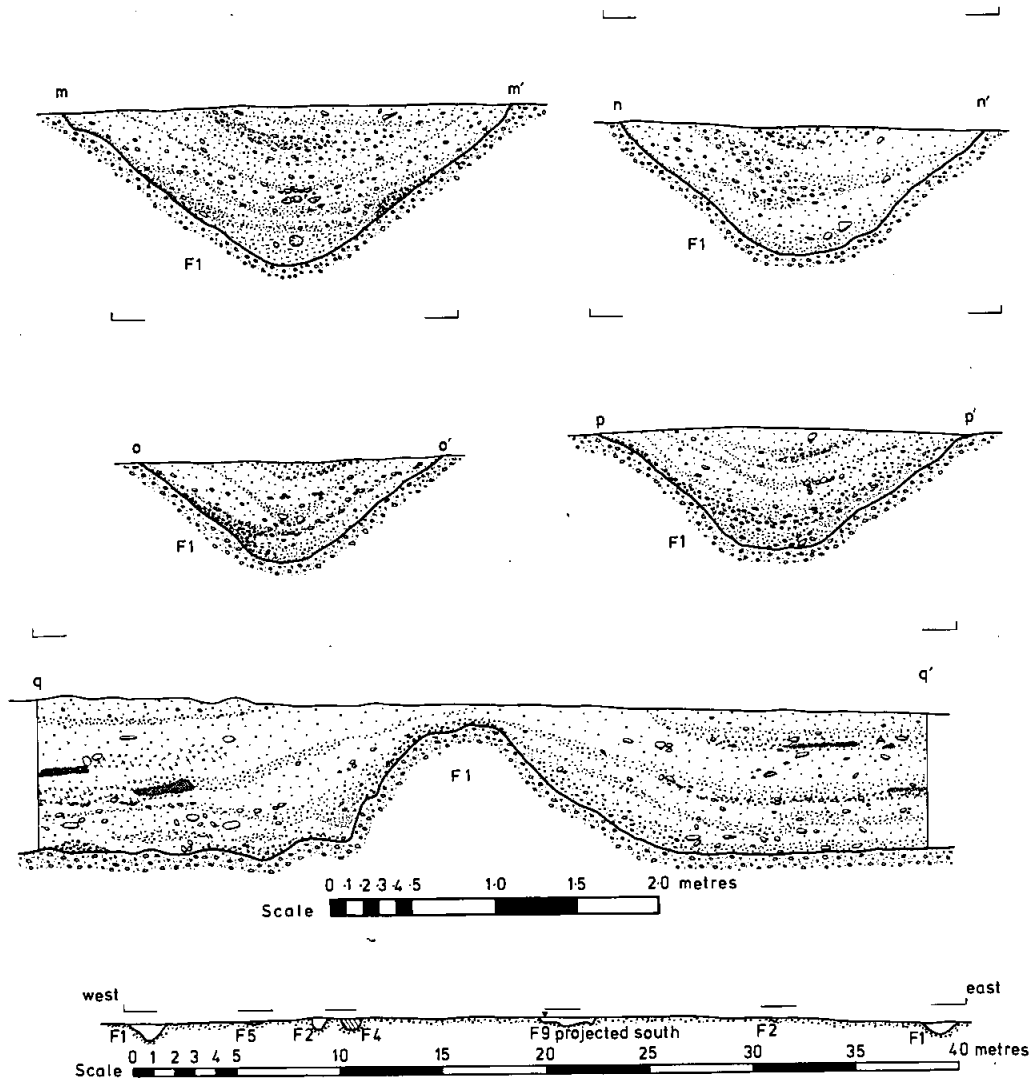 m m'
n n'
F1
F1
o o'
p p'
F1
F1
q q'
F1
0 ·1 ·2 ·3 ·4 ·5 1·0 1·5 2·0 metres
Scale
west east
F1 F5 F2 F4 F9 projected south F2 F1
0 1 2 3 4 5 10 15 20 25 30 35 40 metres
Scale